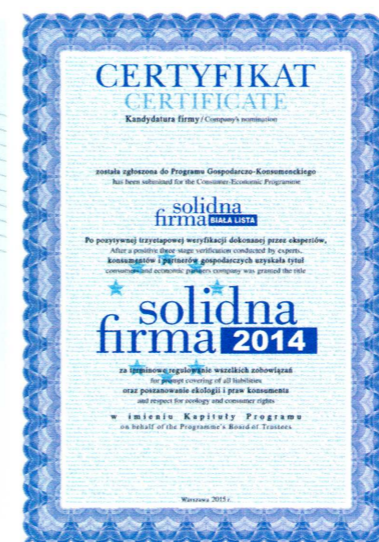 CERTYFIKAT
CERTIFICATE
Kandydatura firmy / Company's nomination
została zgłoszona do Programu Gospodarczo-Konsumenckiego
has been submitted for the Consumer-Economic Programme
solidna
firma BIAŁA LISTA
Po pozytywnej trzyetapowej weryfikacji dokonanej przez ekspertów,
After a positive three-stage verification conducted by experts,
konsumentów i partnerów gospodarczych uzyskała tytuł
consumer and economic partners company was granted the title
solidna
firma 2014
za terminowe regulowanie wszelkich zobowiązań
for prompt covering of all liabilities
oraz poszanowanie ekologii i praw konsumenta
and respect for ecology and consumer rights
w imieniu Kapituły Programu
on behalf of the Programme's Board of Trustees
Warszawa 2015 r.